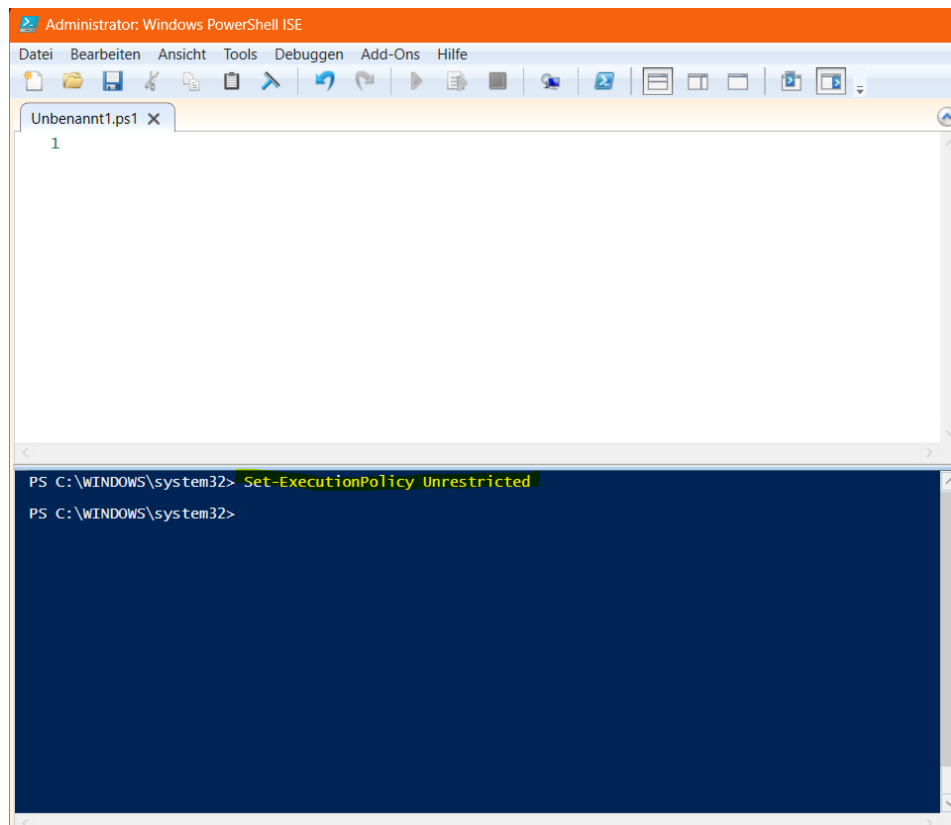 Administrator: Windows PowerShell ISE
Datei Bearbeiten Ansicht Tools Debuggen Add-Ons Hilfe
Unbenannt1.ps1
1
PS C:\WINDOWS\system32> Set-ExecutionPolicy Unrestricted
PS C:\WINDOWS\system32>